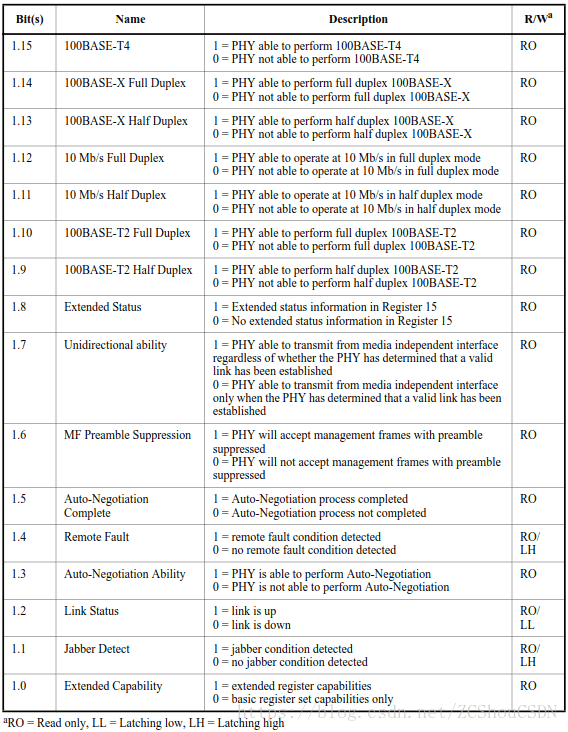 Bit(s) Name Description R/Wa
1.15 100BASE-T4 1 = PHY able to perform 100BASE-T4 RO
0 = PHY not able to perform 100BASE-T4
1.14 100BASE-X Full Duplex 1 = PHY able to perform full duplex 100BASE-X RO
0 = PHY not able to perform full duplex 100BASE-X
1.13 100BASE-X Half Duplex 1 = PHY able to perform half duplex 100BASE-X RO
0 = PHY not able to perform half duplex 100BASE-X
1.12 10 Mb/s Full Duplex 1 = PHY able to operate at 10 Mb/s in full duplex mode RO
0 = PHY not able to operate at 10 Mb/s in full duplex mode
1.11 10 Mb/s Half Duplex 1 = PHY able to operate at 10 Mb/s in half duplex mode RO
0 = PHY not able to operate at 10 Mb/s in half duplex mode
1.10 100BASE-T2 Full Duplex 1 = PHY able to perform full duplex 100BASE-T2 RO
0 = PHY not able to perform full duplex 100BASE-T2
1.9 100BASE-T2 Half Duplex 1 = PHY able to perform half duplex 100BASE-T2 RO
0 = PHY not able to perform half duplex 100BASE-T2
1.8 Extended Status 1 = Extended status information in Register 15 RO
0 = No extended status information in Register 15
1.7 Unidirectional ability 1 = PHY able to transmit from media independent interface RO
regardless of whether the PHY has determined that a valid
link has been established
0 = PHY able to transmit from media independent interface
only when the PHY has determined that a valid link has been
established
1.6 MF Preamble Suppression 1 = PHY will accept management frames with preamble RO
suppressed
0 = PHY will not accept management frames with preamble
suppressed
1.5 Auto-Negotiation 1 = Auto-Negotiation process completed RO
Complete 0 = Auto-Negotiation process not completed
1.4 Remote Fault 1 = remote fault condition detected RO/
0 = no remote fault condition detected LH
1.3 Auto-Negotiation Ability 1 = PHY is able to perform Auto-Negotiation RO
0 = PHY is not able to perform Auto-Negotiation
1.2 Link Status 1 = link is up RO/
0 = link is down LL
1.1 Jabber Detect 1 = jabber condition detected RO/
0 = no jabber condition detected LH
1.0 Extended Capability 1 = extended register capabilities RO
0 = basic register set capabilities only
https://blog.csdn.net/ZCShouCSDN
aRO = Read only, LL = Latching low, LH = Latching high